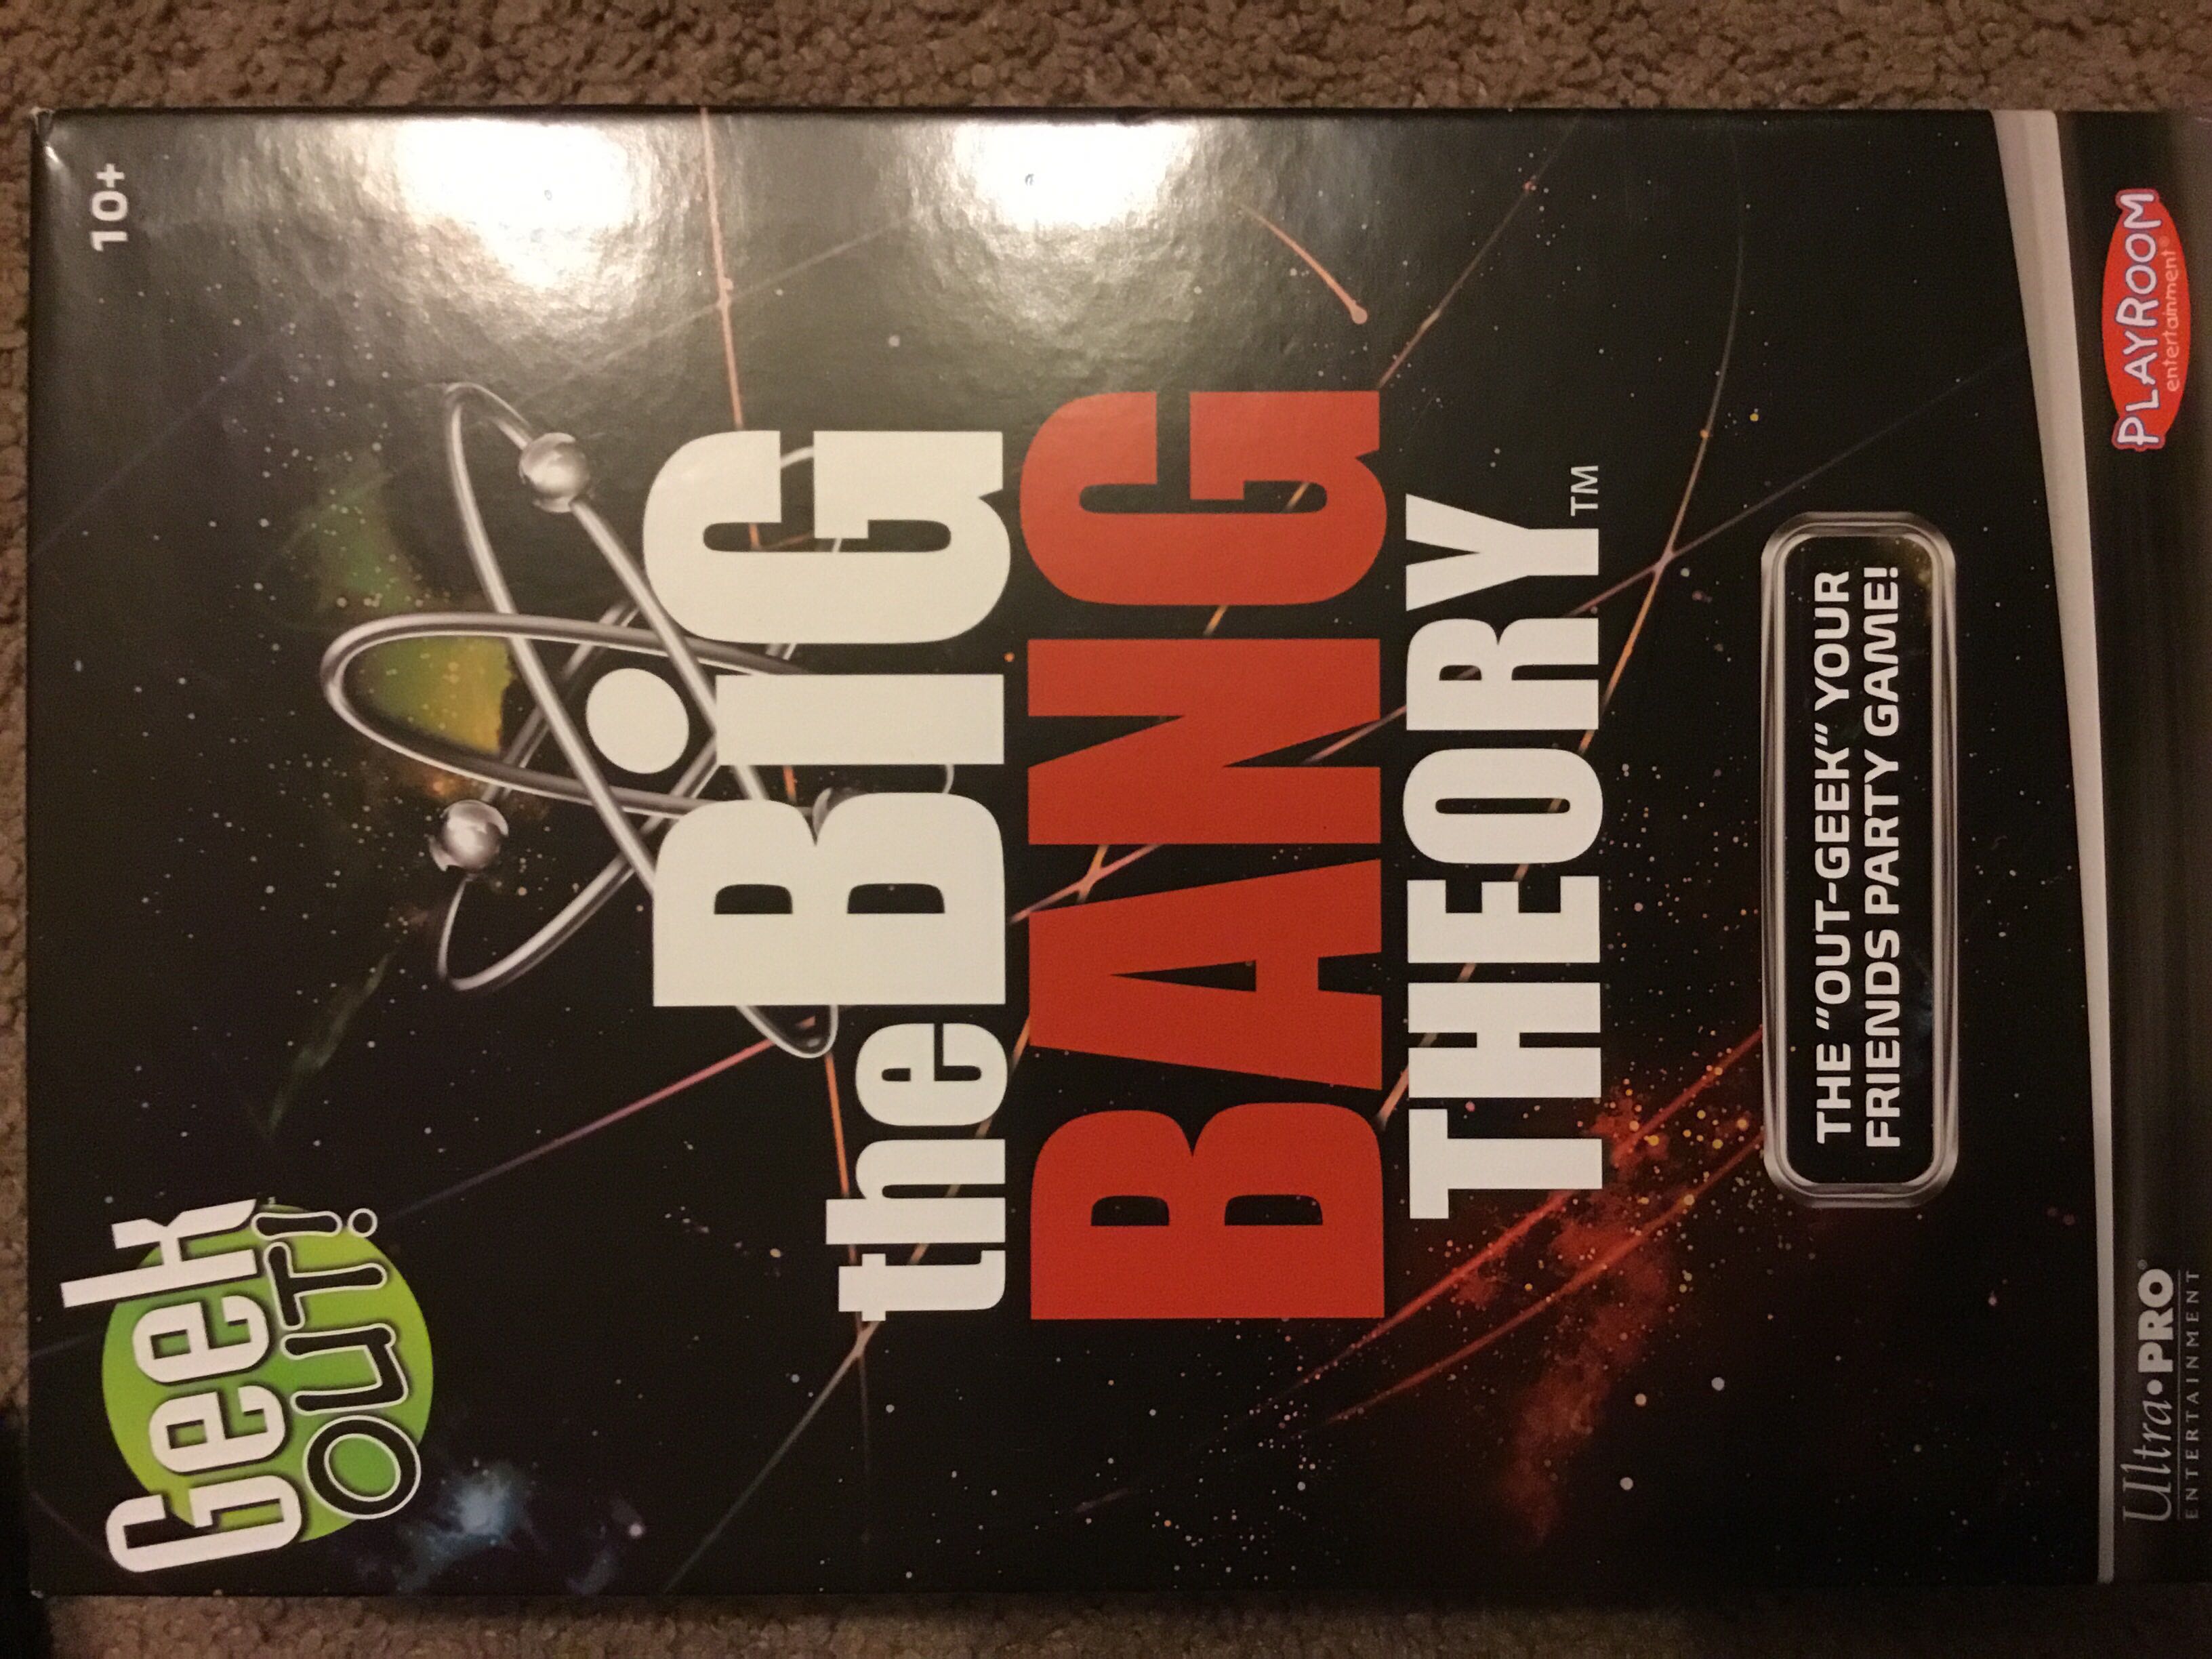 Geek
OUT!
10+
the BiG
BANG
THEORY™
THE "OUT-GEEK" YOUR
FRIENDS PARTY GAME!
Ultra•PRO®
ENTERTAINMENT
PLAYROOM
entertainment®